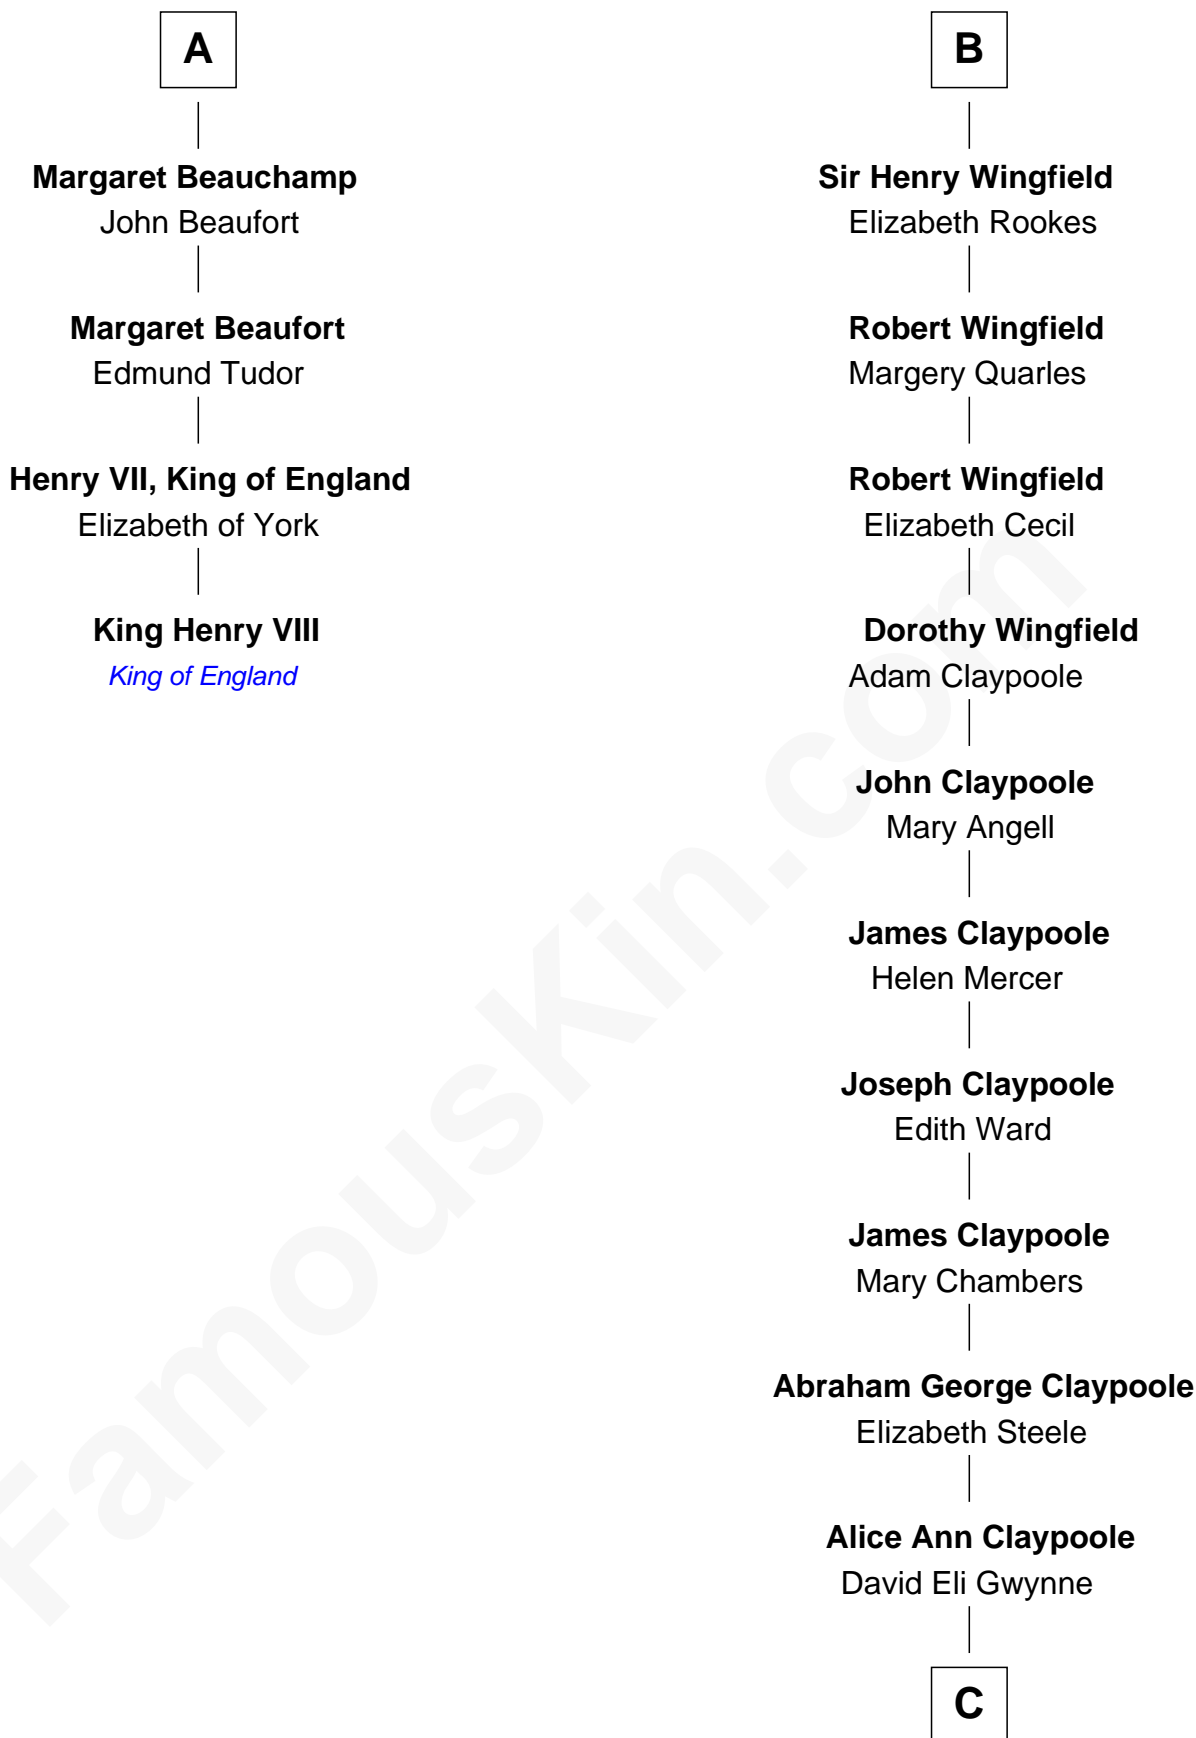 A
Margaret Beauchamp
John Beaufort
Margaret Beaufort
Edmund Tudor
Henry VII, King of England
Elizabeth of York
King Henry VIII
King of England
B
Sir Henry Wingfield
Elizabeth Rookes
Robert Wingfield
Margery Quarles
Robert Wingfield
Elizabeth Cecil
Dorothy Wingfield
Adam Claypoole
John Claypoole
Mary Angell
James Claypoole
Helen Mercer
Joseph Claypoole
Edith Ward
James Claypoole
Mary Chambers
Abraham George Claypoole
Elizabeth Steele
Alice Ann Claypoole
David Eli Gwynne
C
FamousKin.com